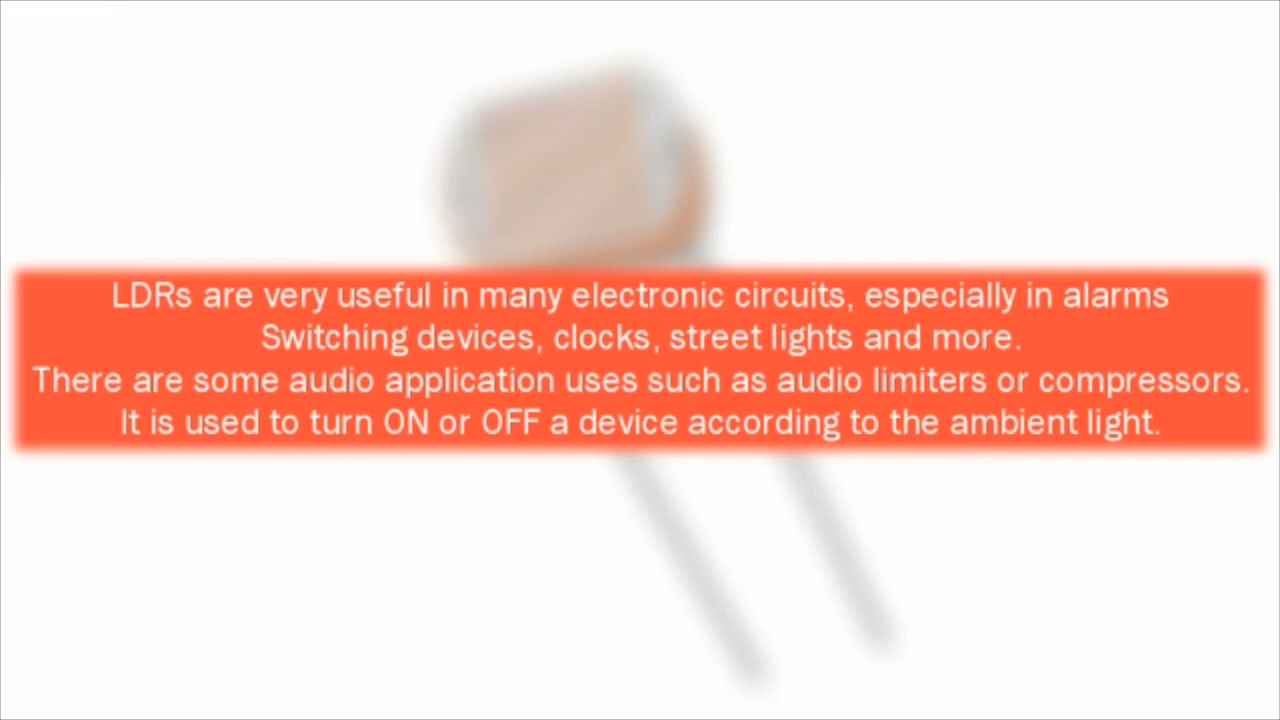 LDRs are very useful in many electronic circuits, especially in alarms
Switching devices, clocks, street lights and more.
There are some audio application uses such as audio limiters or compressors.
It is used to turn ON or OFF a device according to the ambient light.